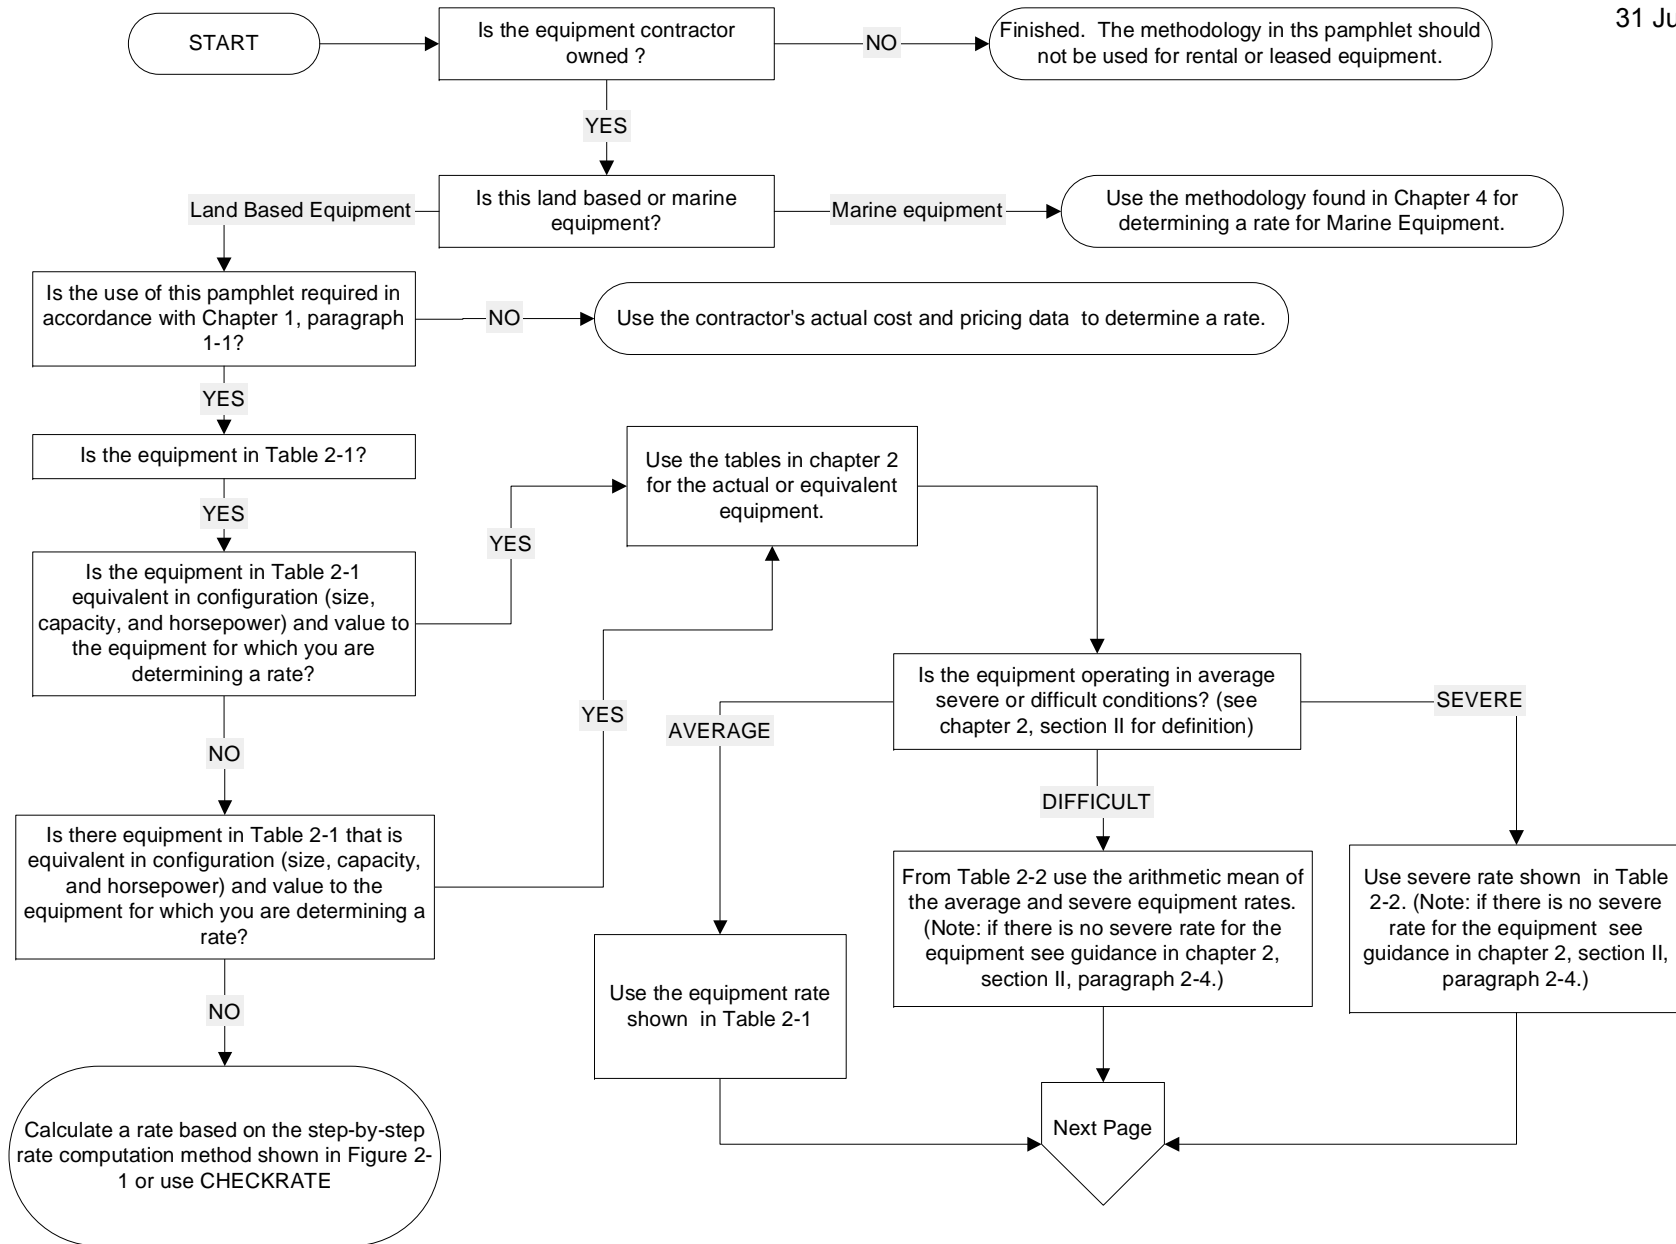 31 Ju
START
Is the equipment contractor
owned ?
NO
Finished.  The methodology in ths pamphlet should
not be used for rental or leased equipment.
YES
Land Based Equipment
Is this land based or marine
equipment?
Marine equipment
Use the methodology found in Chapter 4 for
determining a rate for Marine Equipment.
Is the use of this pamphlet required in
accordance with Chapter 1, paragraph
1-1?
NO
Use the contractor's actual cost and pricing data  to determine a rate.
YES
Is the equipment in Table 2-1?
YES
Is the equipment in Table 2-1
equivalent in configuration (size,
capacity, and horsepower) and value to
the equipment for which you are
determining a rate?
YES
Use the tables in chapter 2
for the actual or equivalent
equipment.
NO
Is there equipment in Table 2-1 that is
equivalent in configuration (size, capacity,
and horsepower) and value to the
equipment for which you are determining a
rate?
YES
NO
Calculate a rate based on the step-by-step
rate computation method shown in Figure 2-
1 or use CHECKRATE
Is the equipment operating in average
severe or difficult conditions? (see
chapter 2, section II for definition)
AVERAGE
DIFFICULT
SEVERE
Use the equipment rate
shown  in Table 2-1
From Table 2-2 use the arithmetic mean of
the average and severe equipment rates.
(Note: if there is no severe rate for the
equipment see guidance in chapter 2,
section II, paragraph 2-4.)
Use severe rate shown  in Table
2-2. (Note: if there is no severe
rate for the equipment  see
guidance in chapter 2, section II,
paragraph 2-4.)
Next Page